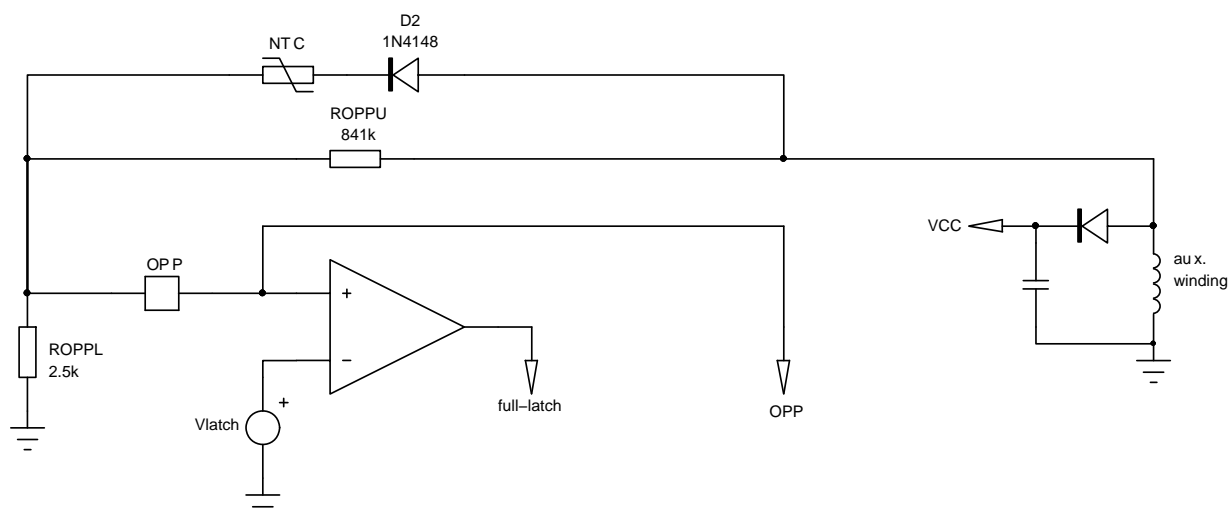 D2
1N4148
NTC
ROPPU
841k
VCC
aux.
winding
OPP
+
−
ROPPL
2.5k
+
Vlatch
full−latch
OPP